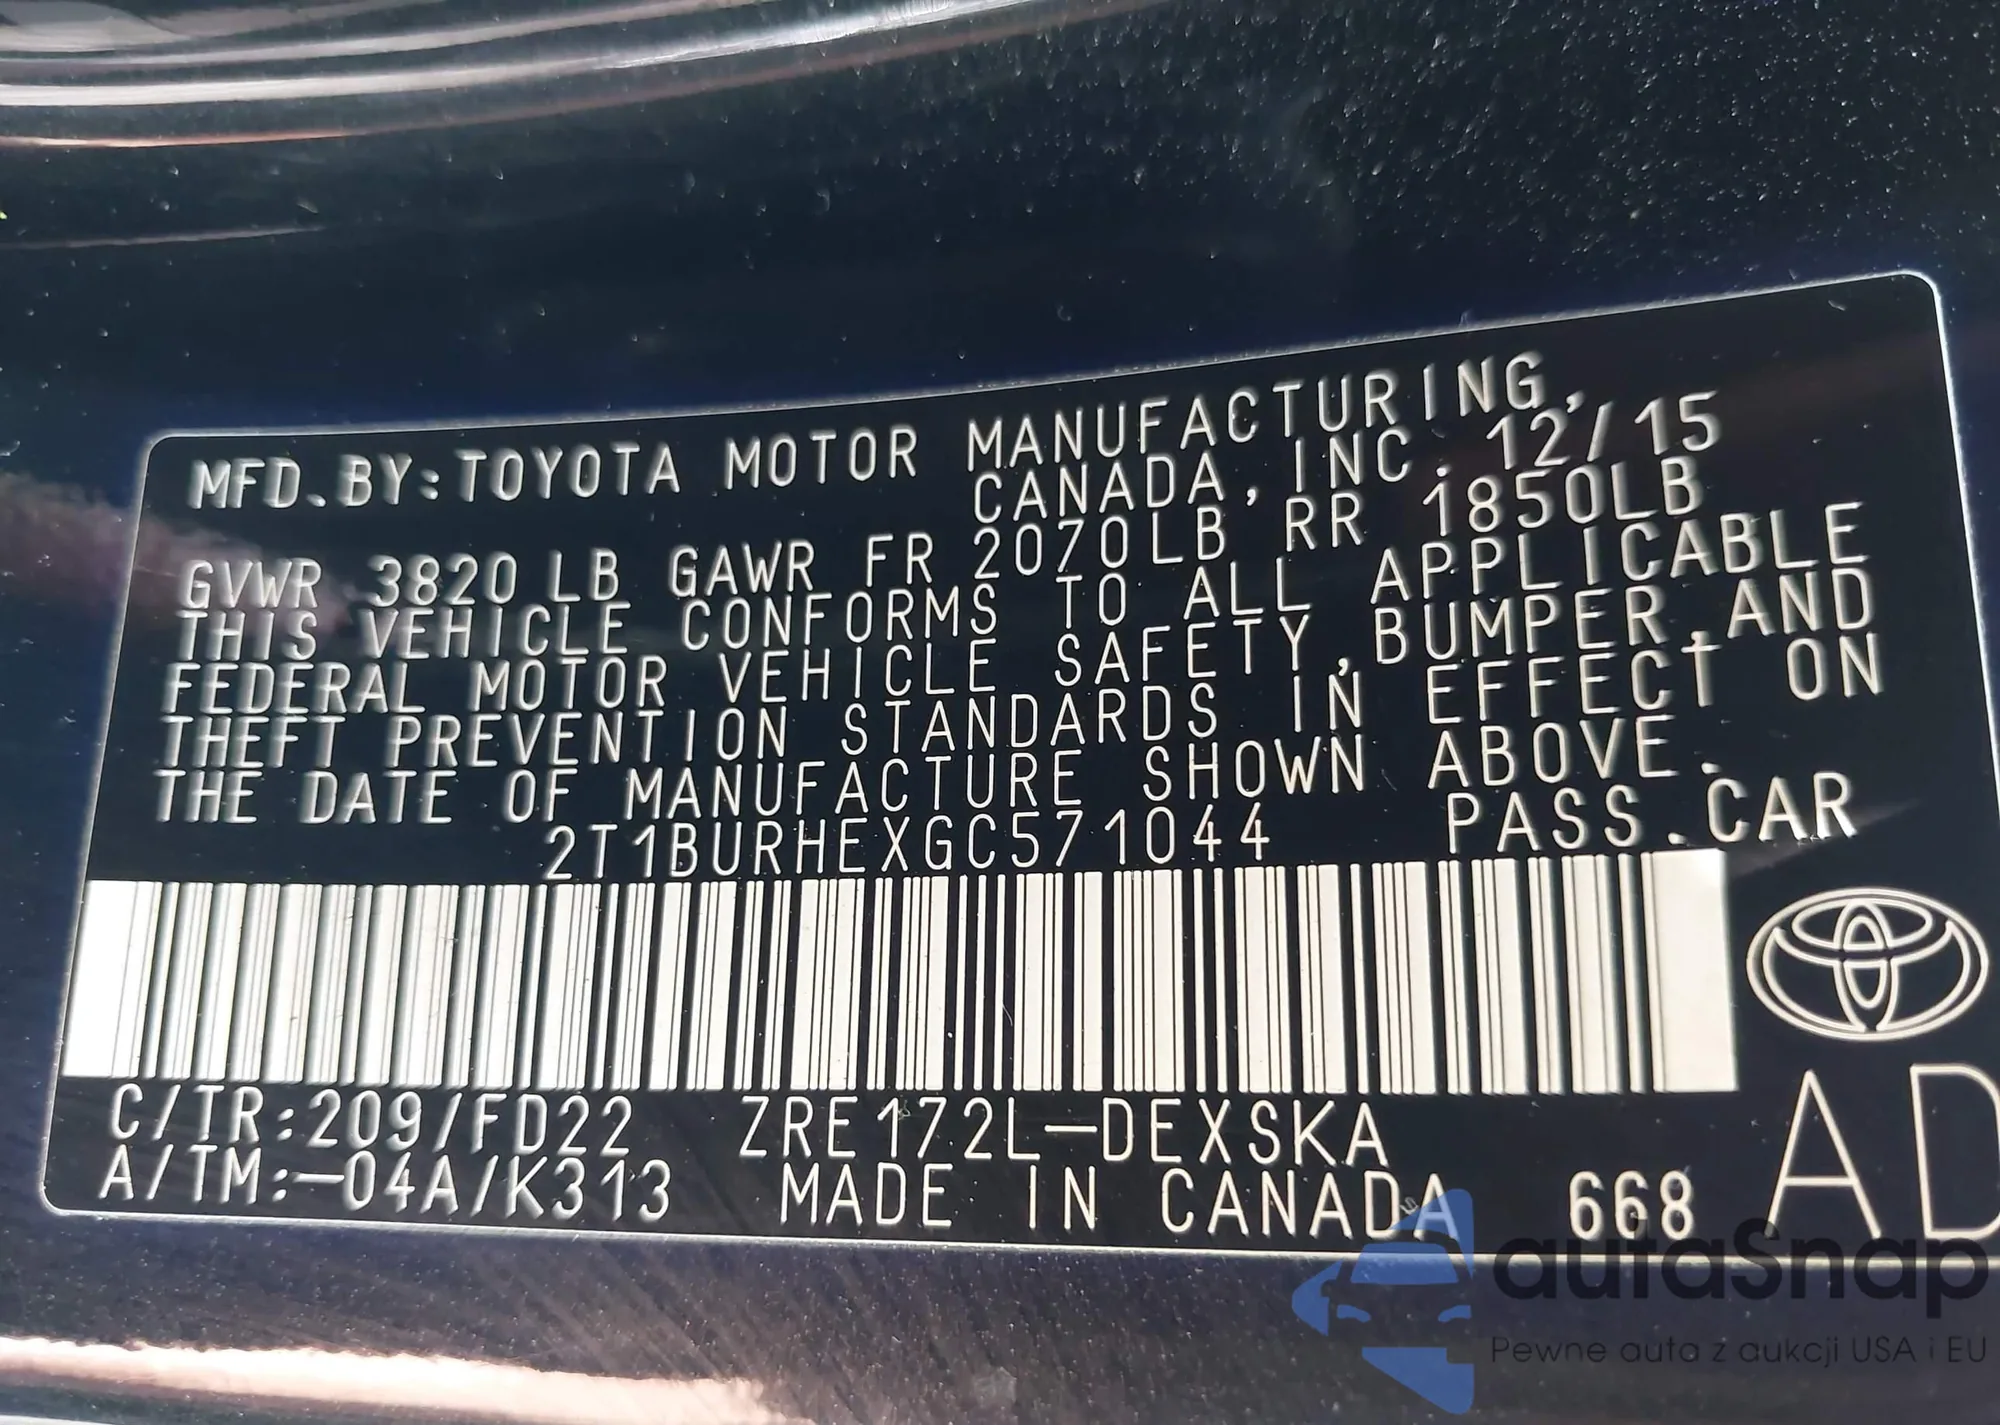 MFD.BY:TOYOTA MOTOR MANUFACTURING,
CANADA, INC. 12/15
GVWR 3820LB GAWR FR 2070LB RR 1850LB
THIS VEHICLE CONFORMS TO ALL APPLICABLE
FEDERAL MOTOR VEHICLE SAFETY,BUMPER,AND
THEFT PREVENTION STANDARDS IN EFFECT ON
THE DATE OF MANUFACTURE SHOWN ABOVE.
2T1BURHEXGC571044 PASS.CAR
C/TR:209/FD22 ZRE172L-DEXSKA
A/TM:-04A/K313 MADE IN CANADA 668
AD
autaSnap
Pewne auta z aukcji USA i EU